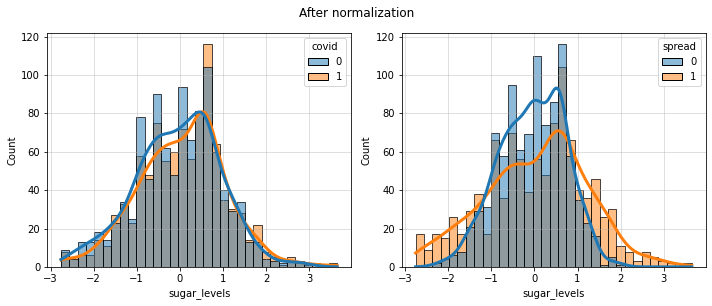 After normalization
120
100
80
60
40
20
0
Count
−3 −2 −1 0 1 2 3
sugar_levels
covid
0
1
120
100
80
60
40
20
0
Count
−3 −2 −1 0 1 2 3
sugar_levels
spread
0
1